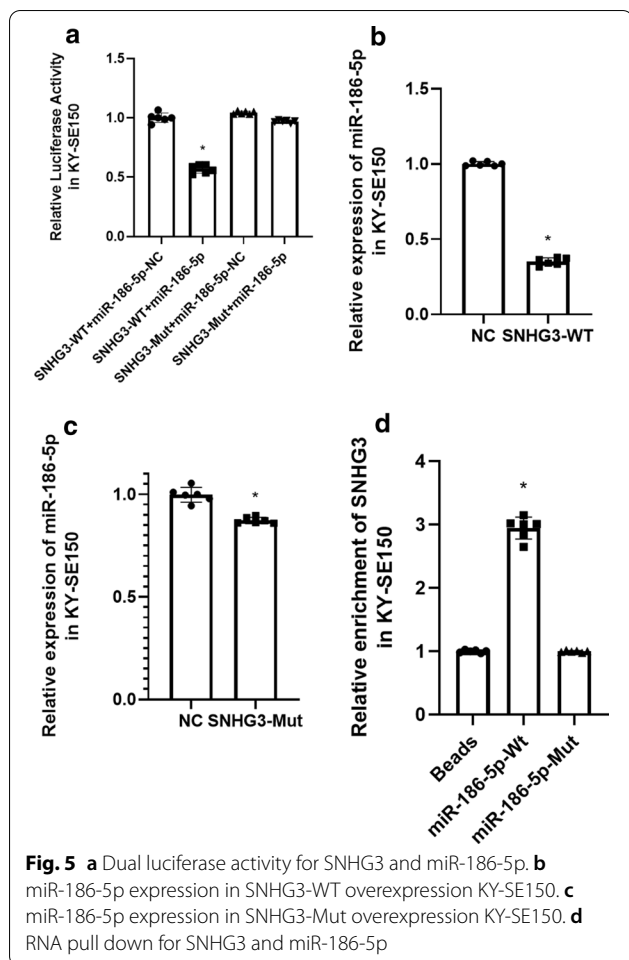 a
Relative Luciferase Activity
in KY-SE150
1.5
1.0
0.5
0.0
*
SNHG3-WT+miR-186-5p-NC
SNHG3-WT+miR-186-5p
SNHG3-Mut+miR-186-5p-NC
SNHG3-Mut+miR-186-5p
b
Relative expression of miR-186-5p
in KY-SE150
1.5
1.0
0.5
0.0
*
NC SNHG3-WT
c
Relative expression of miR-186-5p
in KY-SE150
1.0
0.5
0.0
*
NC SNHG3-Mut
d
Relative enrichment of SNHG3
in KY-SE150
4
3
2
1
0
*
Beads
miR-186-5p-Wt
miR-186-5p-Mut
Fig. 5 a Dual luciferase activity for SNHG3 and miR-186-5p. b
miR-186-5p expression in SNHG3-WT overexpression KY-SE150. c
miR-186-5p expression in SNHG3-Mut overexpression KY-SE150. d
RNA pull down for SNHG3 and miR-186-5p